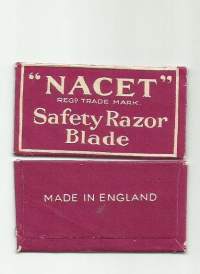 "NACET"
REGD TRADE MARK.
Safety Razor
Blade
MADE IN ENGLAND